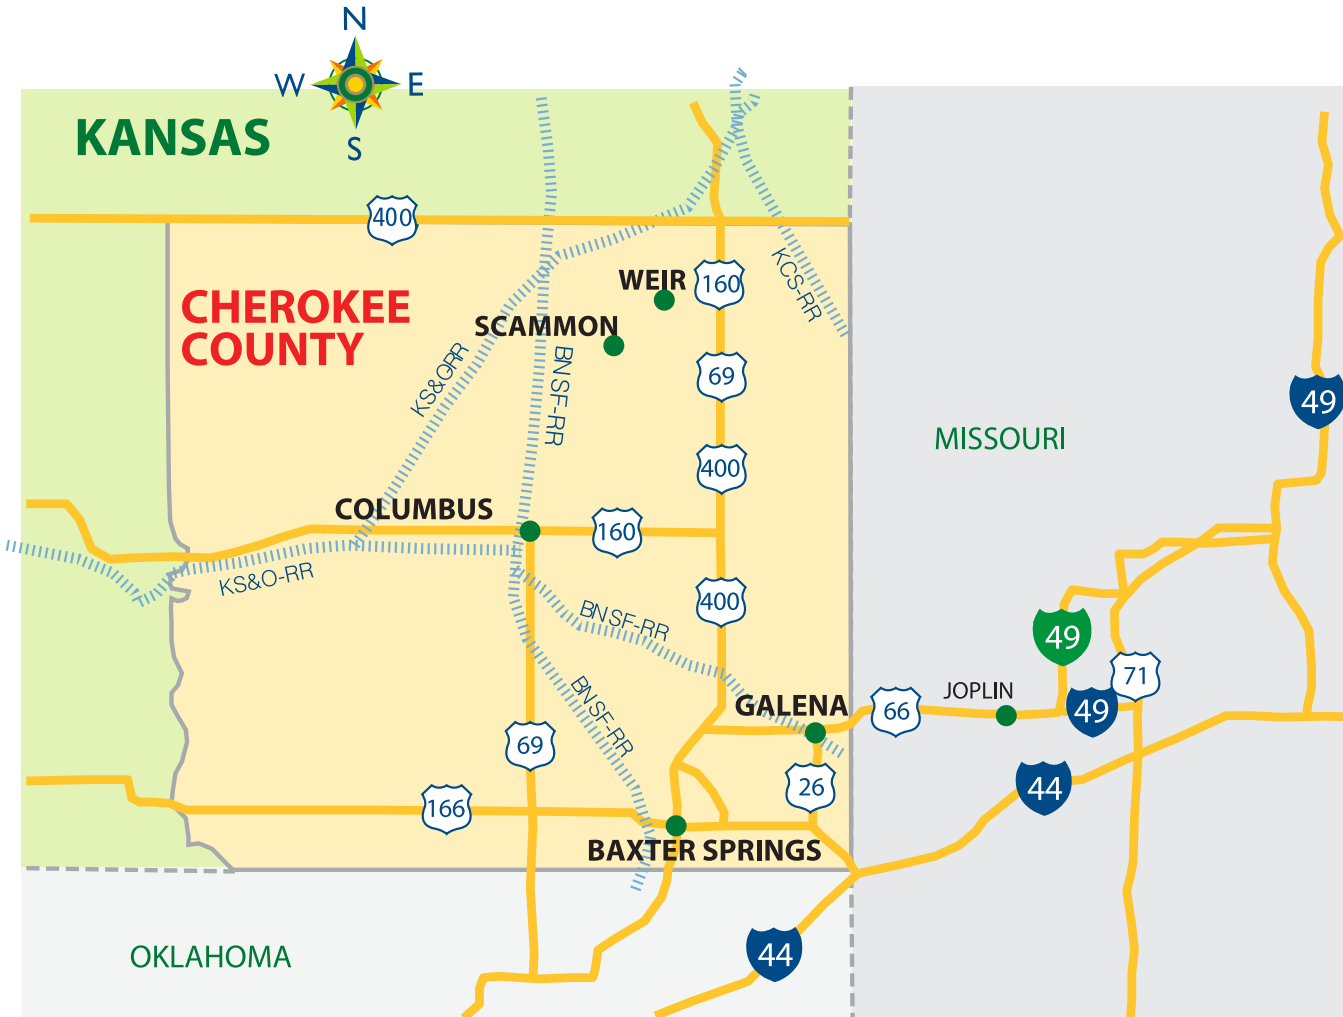 N
W
E
S
KANSAS
400
CHEROKEE
COUNTY
WEIR
160
KCS-RR
SCAMMON
KS&ORR
BNSF-RR
69
49
MISSOURI
400
COLUMBUS
160
KS&O-RR
400
BNSF-RR
49
71
JOPLIN
GALENA
66
49
BNSF-RR
69
26
44
166
BAXTER SPRINGS
OKLAHOMA
44